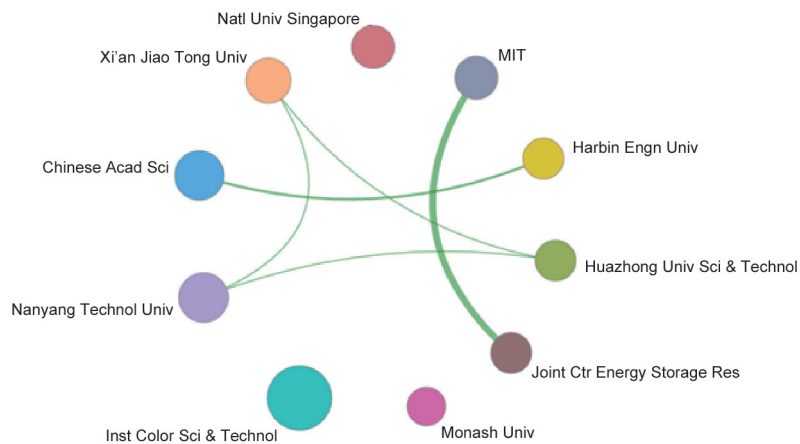 Natl Univ Singapore
Xi'an Jiao Tong Univ
MIT
Harbin Engn Univ
Chinese Acad Sci
Huazhong Univ Sci & Technol
Nanyang Technol Univ
Joint Ctr Energy Storage Res
Inst Color Sci & Technol
Monash Univ